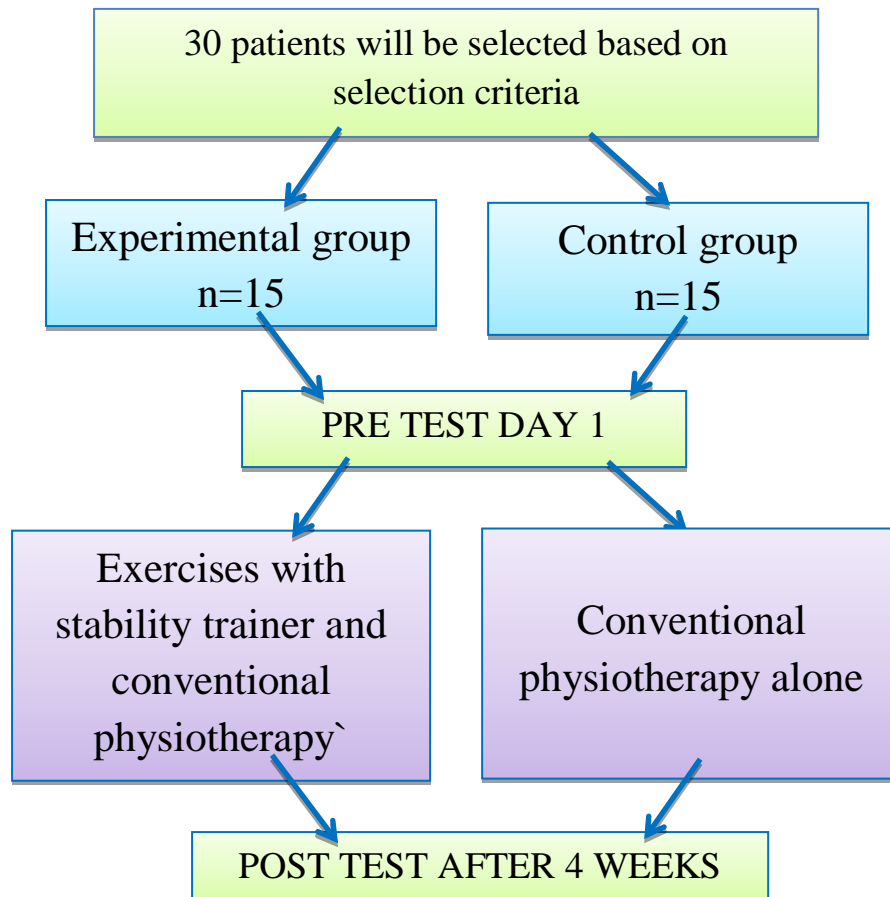 30 patients will be selected based on
selection criteria
Experimental group
n=15
Control group
n=15
PRE TEST DAY 1
Exercises with
stability trainer and
conventional
physiotherapy`
Conventional
physiotherapy alone
POST TEST AFTER 4 WEEKS